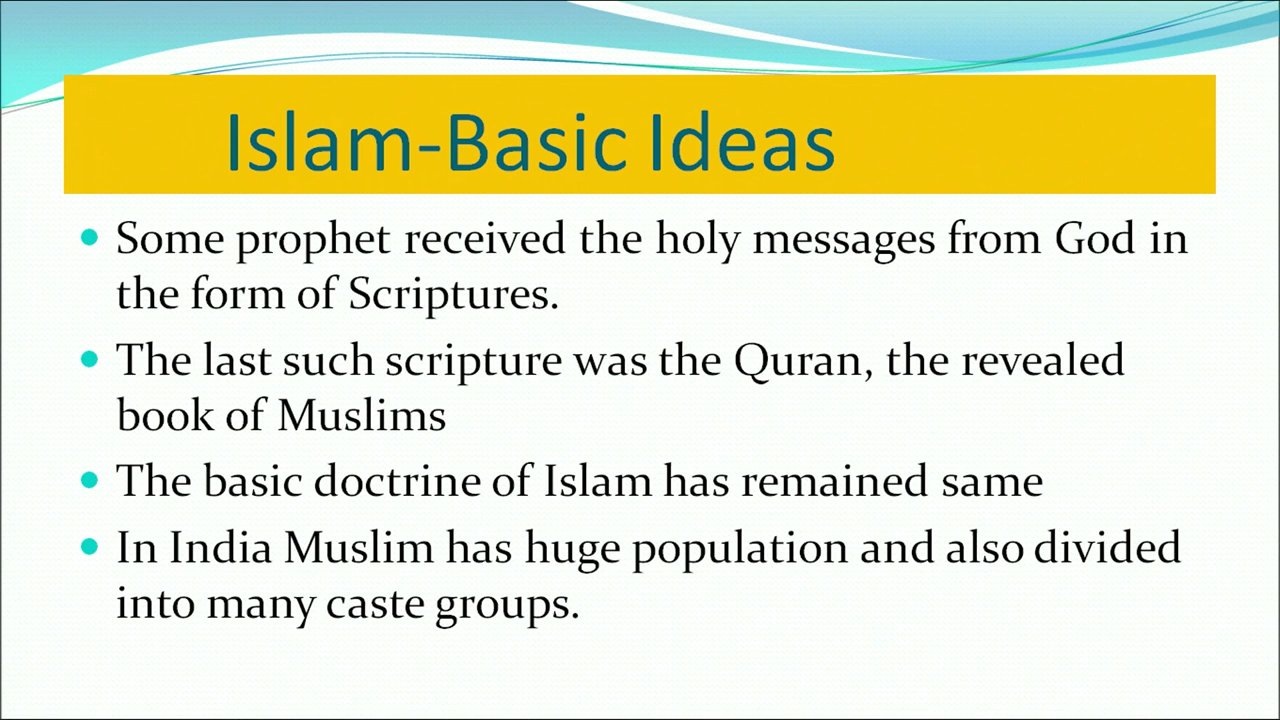 Islam-Basic Ideas
Some prophet received the holy messages from God in
the form of Scriptures.
The last such scripture was the Quran, the revealed
book of Muslims
The basic doctrine of Islam has remained same
In India Muslim has huge population and also divided
into many caste groups.